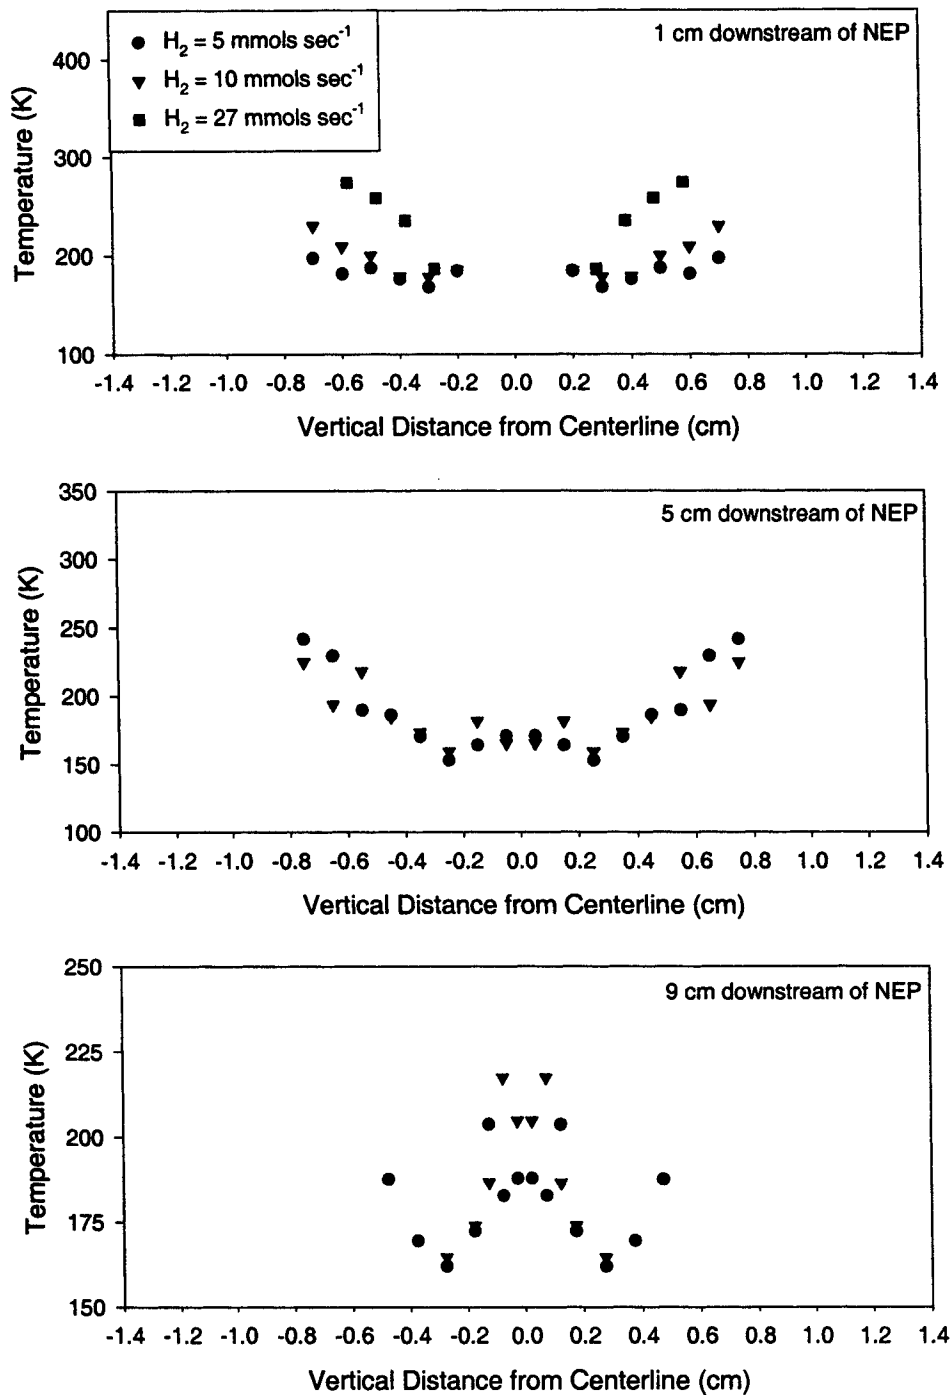 1 cm downstream of NEP
H2 = 5 mmols sec-1
H2 = 10 mmols sec-1
H2 = 27 mmols sec-1
Temperature (K)
400
300
200
100
-1.4 -1.2 -1.0 -0.8 -0.6 -0.4 -0.2 0.0 0.2 0.4 0.6 0.8 1.0 1.2 1.4
Vertical Distance from Centerline (cm)
5 cm downstream of NEP
Temperature (K)
350
300
250
200
150
100
-1.4 -1.2 -1.0 -0.8 -0.6 -0.4 -0.2 0.0 0.2 0.4 0.6 0.8 1.0 1.2 1.4
Vertical Distance from Centerline (cm)
9 cm downstream of NEP
Temperature (K)
250
225
200
175
150
-1.4 -1.2 -1.0 -0.8 -0.6 -0.4 -0.2 0.0 0.2 0.4 0.6 0.8 1.0 1.2 1.4
Vertical Distance from Centerline (cm)